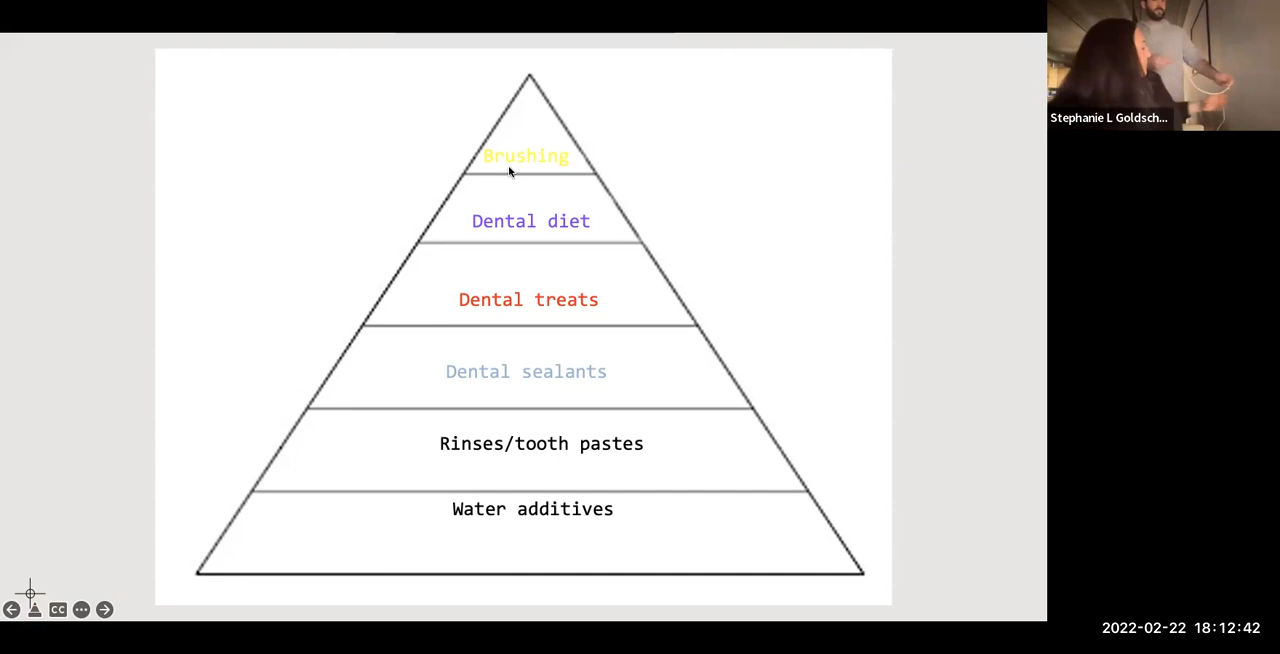 Stephanie L Goldsch...
Brushing
Dental diet
Dental treats
Dental sealants
Rinses/tooth pastes
Water additives
CC
2022-02-22 18:12:42